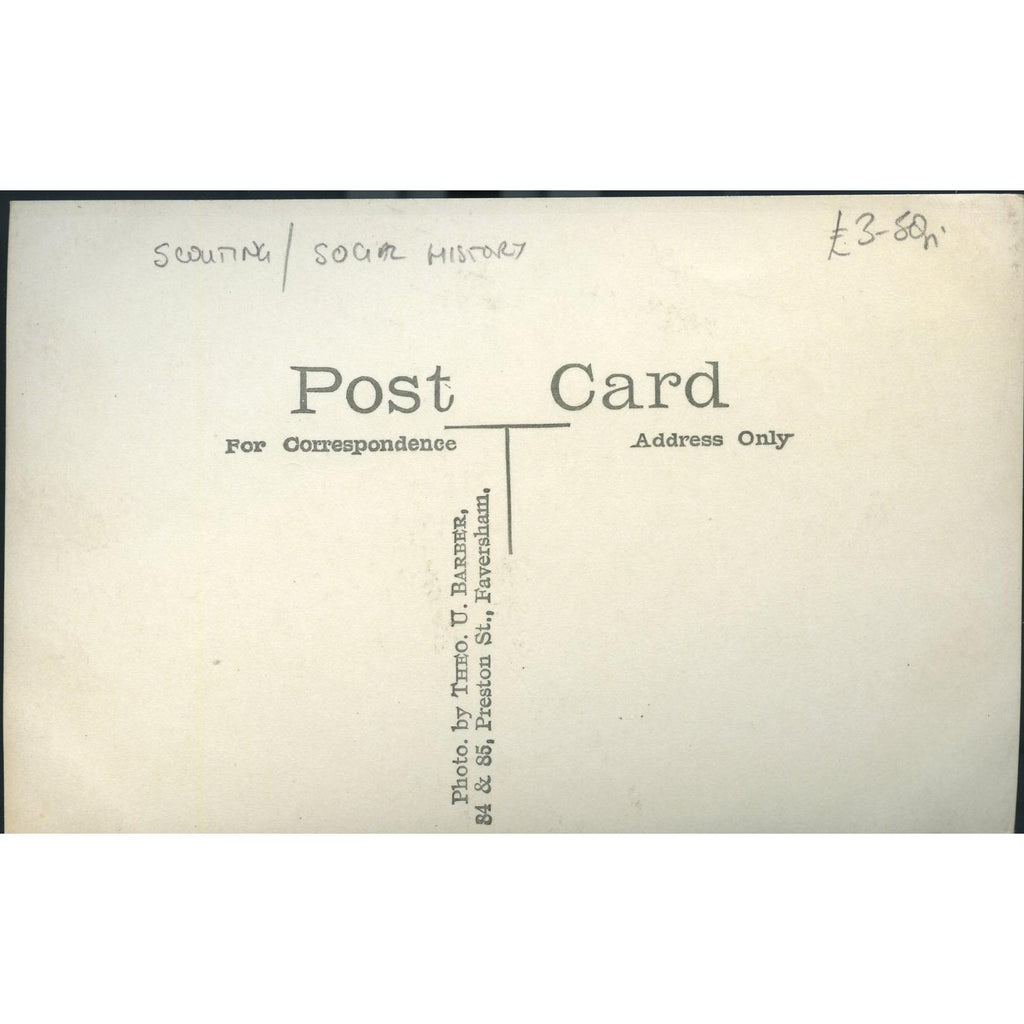 SCOUTING / SOCIAL HISTORY
£3-50
Post Card
For Correspondence
Address Only
Photo. by THEO. U. BARBER,
84 & 85, Preston St., Faversham,